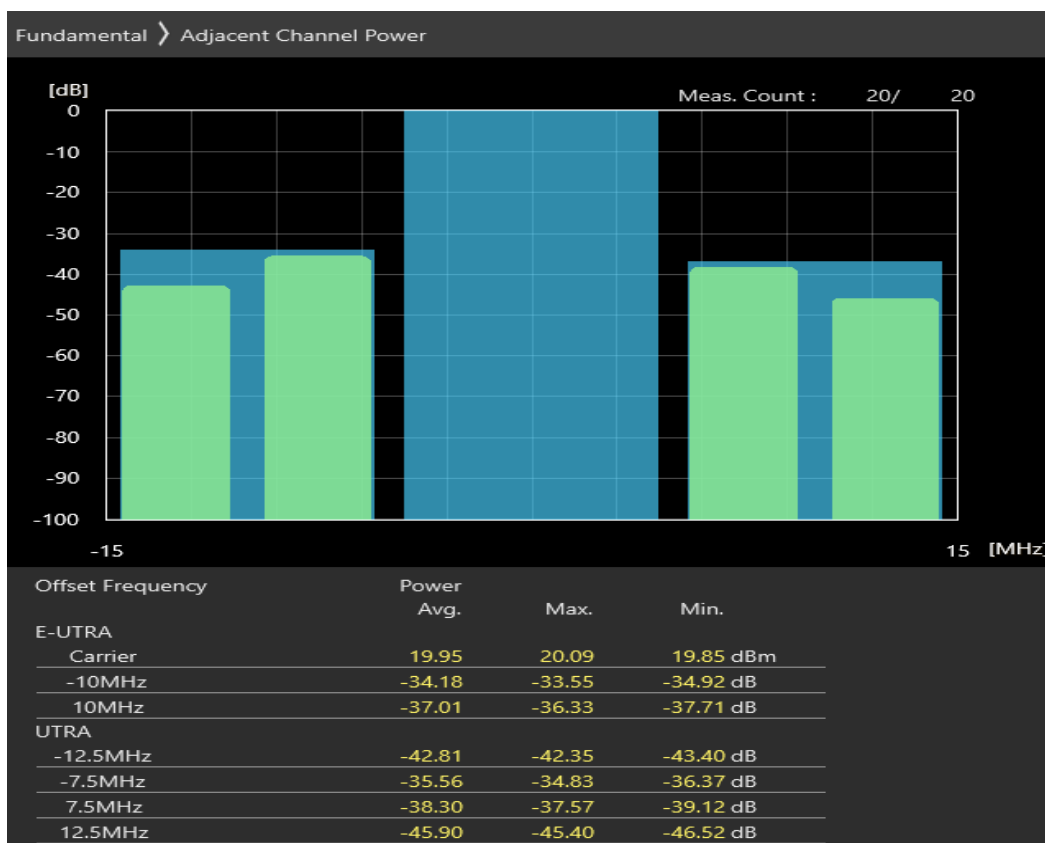 Fundamental 〉 Adjacent Channel Power
[dB]
Meas. Count : 20/ 20
0
-10
-20
-30
-40
-50
-60
-70
-80
-90
-100
-15 15 [MHz]
Offset Frequency Power
Avg. Max. Min.
E-UTRA
Carrier 19.95 20.09 19.85 dBm
-10MHz -34.18 -33.55 -34.92 dB
10MHz -37.01 -36.33 -37.71 dB
UTRA
-12.5MHz -42.81 -42.35 -43.40 dB
-7.5MHz -35.56 -34.83 -36.37 dB
7.5MHz -38.30 -37.57 -39.12 dB
12.5MHz -45.90 -45.40 -46.52 dB